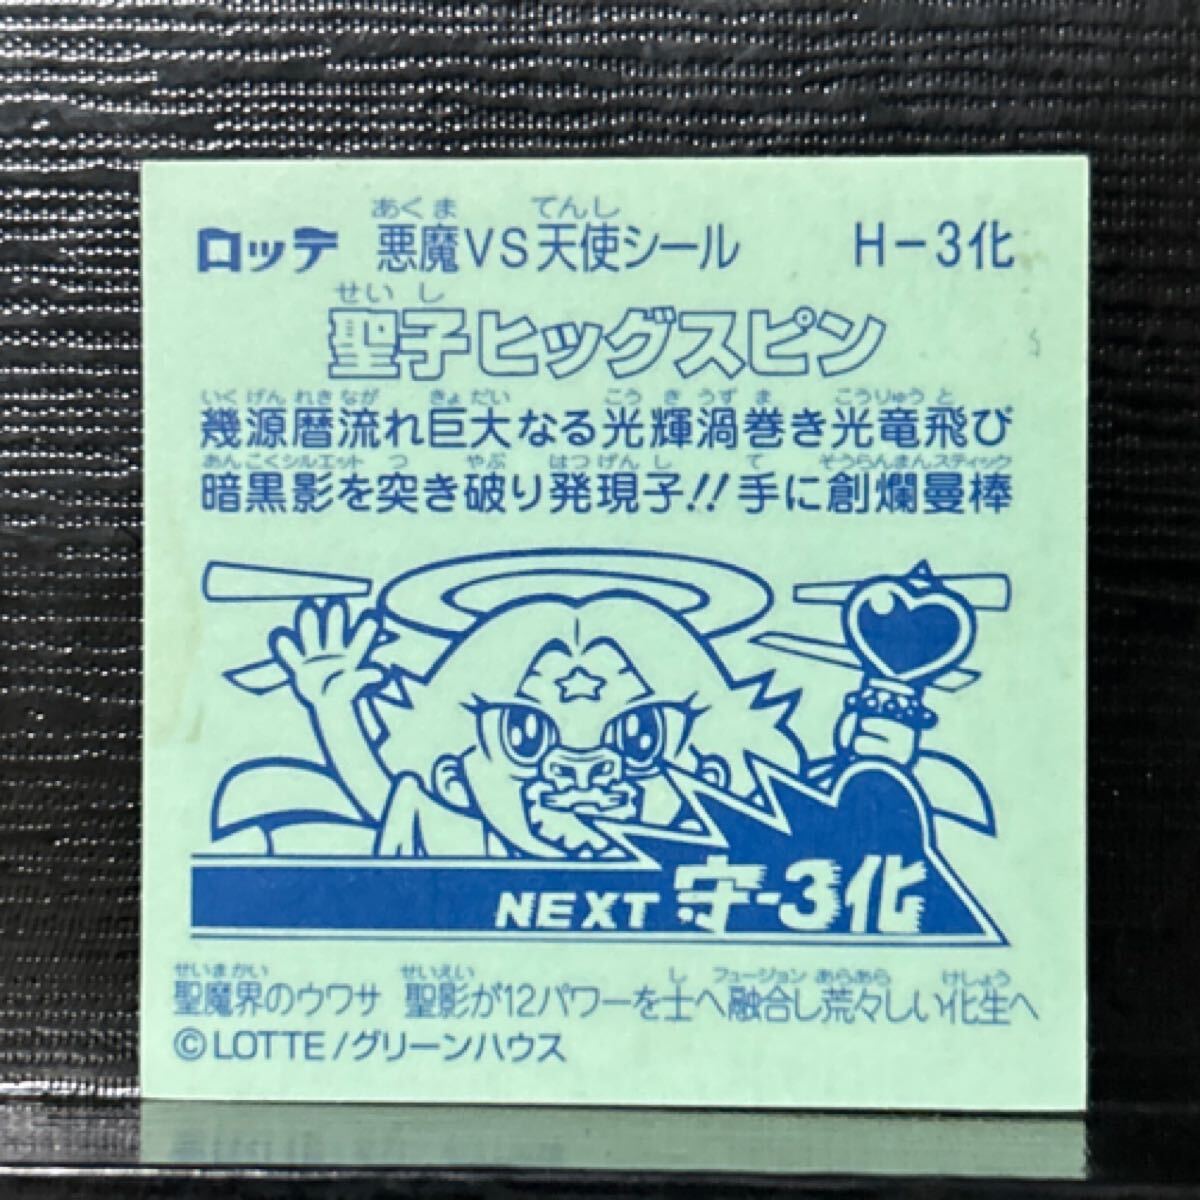 あくま てんし
ロッテ 悪魔VS天使シール H-3化
せいし
聖子ヒッグスピン
いくげんれきなが きょだい こうきうずま こうりゅうと
幾源暦流れ巨大なる光輝渦巻き光竜飛び
あんこくシルエット つ やぶ はつげんし て そうらんまんスティック
暗黒影を突き破り発現子!! 手に創爛曼棒
NEXT 守-3化
せいまかい せいえい し フュージョン あらあら けしょう
聖魔界のウワサ 聖影が12パワーを士へ融合し荒々しい化生へ
©LOTTE/グリーンハウス